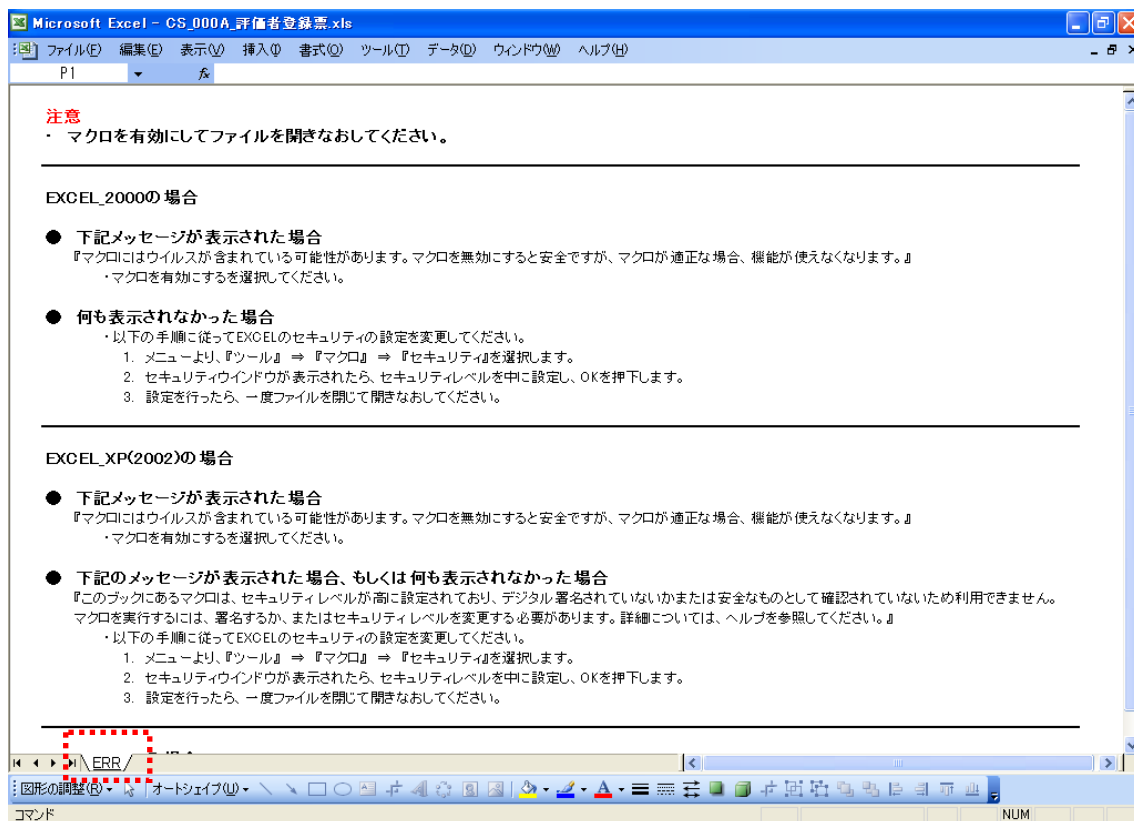 Microsoft Excel - CS_000A_評価者登録票.xls
ファイル(F) 編集(E) 表示(V) 挿入(I) 書式(O) ツール(T) データ(D) ウィンドウ(W) ヘルプ(H)
P1 fx
注意
・ マクロを有効にしてファイルを開きなおしてください。
EXCEL_2000の場合
● 下記メッセージが表示された場合
『マクロにはウイルスが含まれている可能性があります。マクロを無効にすると安全ですが、マクロが適正な場合、機能が使えなくなります。』
・マクロを有効にするを選択してください。
● 何も表示されなかった場合
・以下の手順に従ってEXCELのセキュリティの設定を変更してください。
1. メニューより、『ツール』 ⇒ 『マクロ』 ⇒ 『セキュリティ』を選択します。
2. セキュリティウインドウが表示されたら、セキュリティレベルを中に設定し、OKを押下します。
3. 設定を行ったら、一度ファイルを閉じて開きなおしてください。
EXCEL_XP(2002)の場合
● 下記メッセージが表示された場合
『マクロにはウイルスが含まれている可能性があります。マクロを無効にすると安全ですが、マクロが適正な場合、機能が使えなくなります。』
・マクロを有効にするを選択してください。
● 下記のメッセージが表示された場合、もしくは何も表示されなかった場合
『このブックにあるマクロは、セキュリティレベルが高に設定されており、デジタル署名されていないかまたは安全なものとして確認されていないため利用できません。
マクロを実行するには、署名するか、またはセキュリティレベルを変更する必要があります。詳細については、ヘルプを参照してください。』
・以下の手順に従ってEXCELのセキュリティの設定を変更してください。
1. メニューより、『ツール』 ⇒ 『マクロ』 ⇒ 『セキュリティ』を選択します。
2. セキュリティウインドウが表示されたら、セキュリティレベルを中に設定し、OKを押下します。
3. 設定を行ったら、一度ファイルを閉じて開きなおしてください。
ERR
図形の調整(R) オートシェイプ(U)
コマンド NUM